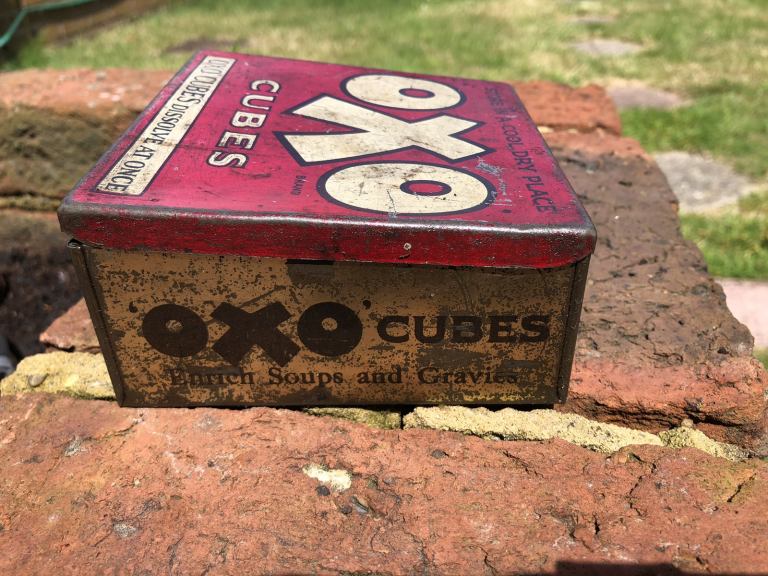 OXO CUBES DISSOLVE AT ONCE
CUBES
OXO
BRAND
STORE IN A COOL, DRY PLACE
'OXO' CUBES
Enrich Soups and Gravies